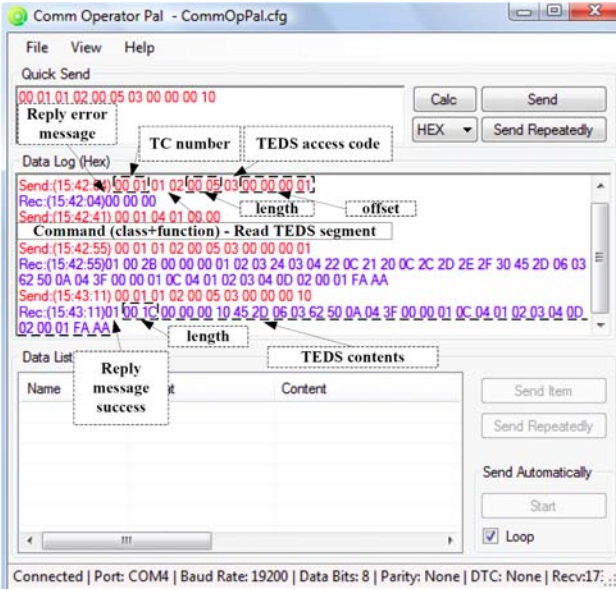 Comm Operator Pal - CommOpPal.cfg
File View Help
Quick Send
00 01 01 02 00 05 03 00 00 00 10
Calc Send
HEX Send Repeatedly
Reply error
message
TC number
TEDS access code
Data Log (Hex)
Send:(15:42:04) 00 01 01 02 00 05 03 00 00 00 01
Rec:(15:42:04)00 00 00
length offset
Send:(15:42:41) 00 01 04 01 00 00
Command (class+function) - Read TEDS segment
Send:(15:42:55) 00 01 01 02 00 05 03 00 00 00 01
Rec:(15:42:55)01 00 2B 00 00 00 01 02 03 24 03 04 22 0C 21 20 0C 2C 2D 2E 2F 30 45 2D 06 03
62 50 0A 04 3F 00 00 01 0C 04 01 02 03 04 0D 02 00 01 FA AA
Send:(15:43:11) 00 01 01 02 00 05 03 00 00 00 10
Rec:(15:43:11)01 00 1C 00 00 00 10 45 2D 06 03 62 50 0A 04 3F 00 00 01 0C 04 01 02 03 04 0D
02 00 01 FA AA
length
TEDS contents
Reply
message
success
Data List
Name Content
Send Item
Send Repeatedly
Send Automatically
Start
Loop
Connected | Port: COM4 | Baud Rate: 19200 | Data Bits: 8 | Parity: None | DTC: None | Recv:17